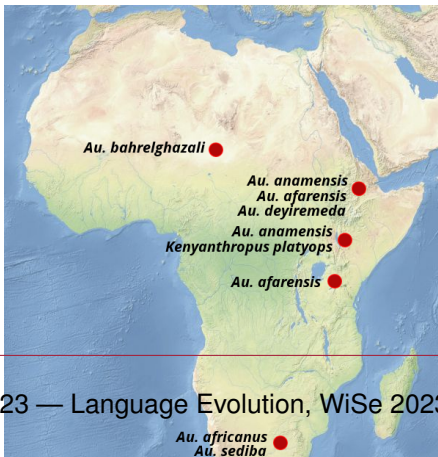 Au. bahrelghazali
Au. anamensis
Au. afarensis
Au. deyiremeda
Au. anamensis
Kenyanthropus platyops
Au. afarensis
23 — Language Evolution, WiSe 2023
Au. africanus
Au. sediba